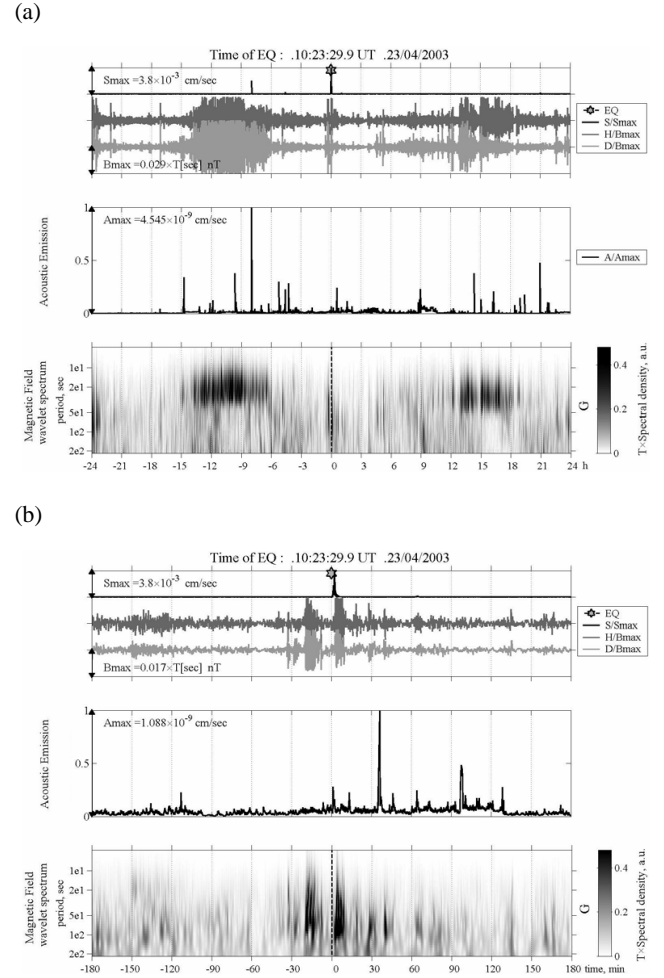 (a)
Time of EQ : .10:23:29.9 UT .23/04/2003
Smax =3.8×10⁻³ cm/sec
EQ
S/Smax
H/Bmax
D/Bmax
Bmax =0.029×T[sec] nT
Amax =4.545×10⁻⁹ cm/sec
1
0.5
0
Acoustic Emission
A/Amax
Magnetic Field
wavelet spectrum
period, sec
1e1
2e1
5e1
1e2
2e2
G
0.4
0.2
0
T×Spectral density, a.u.
-24 -21 -18 -15 -12 -9 -6 -3 0 3 6 9 12 15 18 21 24 h
(b)
Time of EQ : .10:23:29.9 UT .23/04/2003
Smax =3.8×10⁻³ cm/sec
EQ
S/Smax
H/Bmax
D/Bmax
Bmax =0.017×T[sec] nT
Amax =1.088×10⁻⁹ cm/sec
1
0.5
0
Acoustic Emission
A/Amax
Magnetic Field
wavelet spectrum
period, sec
1e1
2e1
5e1
1e2
2e2
G
0.4
0.2
0
T×Spectral density, a.u.
-180 -150 -120 -90 -60 -30 0 30 60 90 120 150 180 time, min